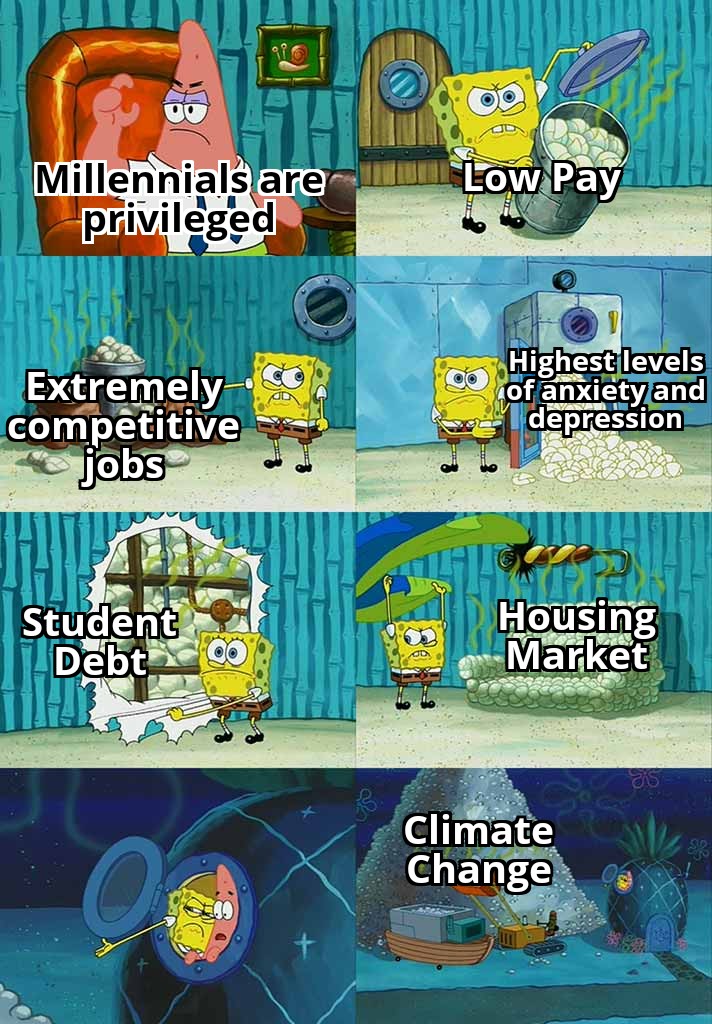 Millennials are
privileged
Low Pay
Extremely
competitive
jobs
Highest levels
of anxiety and
depression
Student
Debt
Housing
Market
Climate
Change